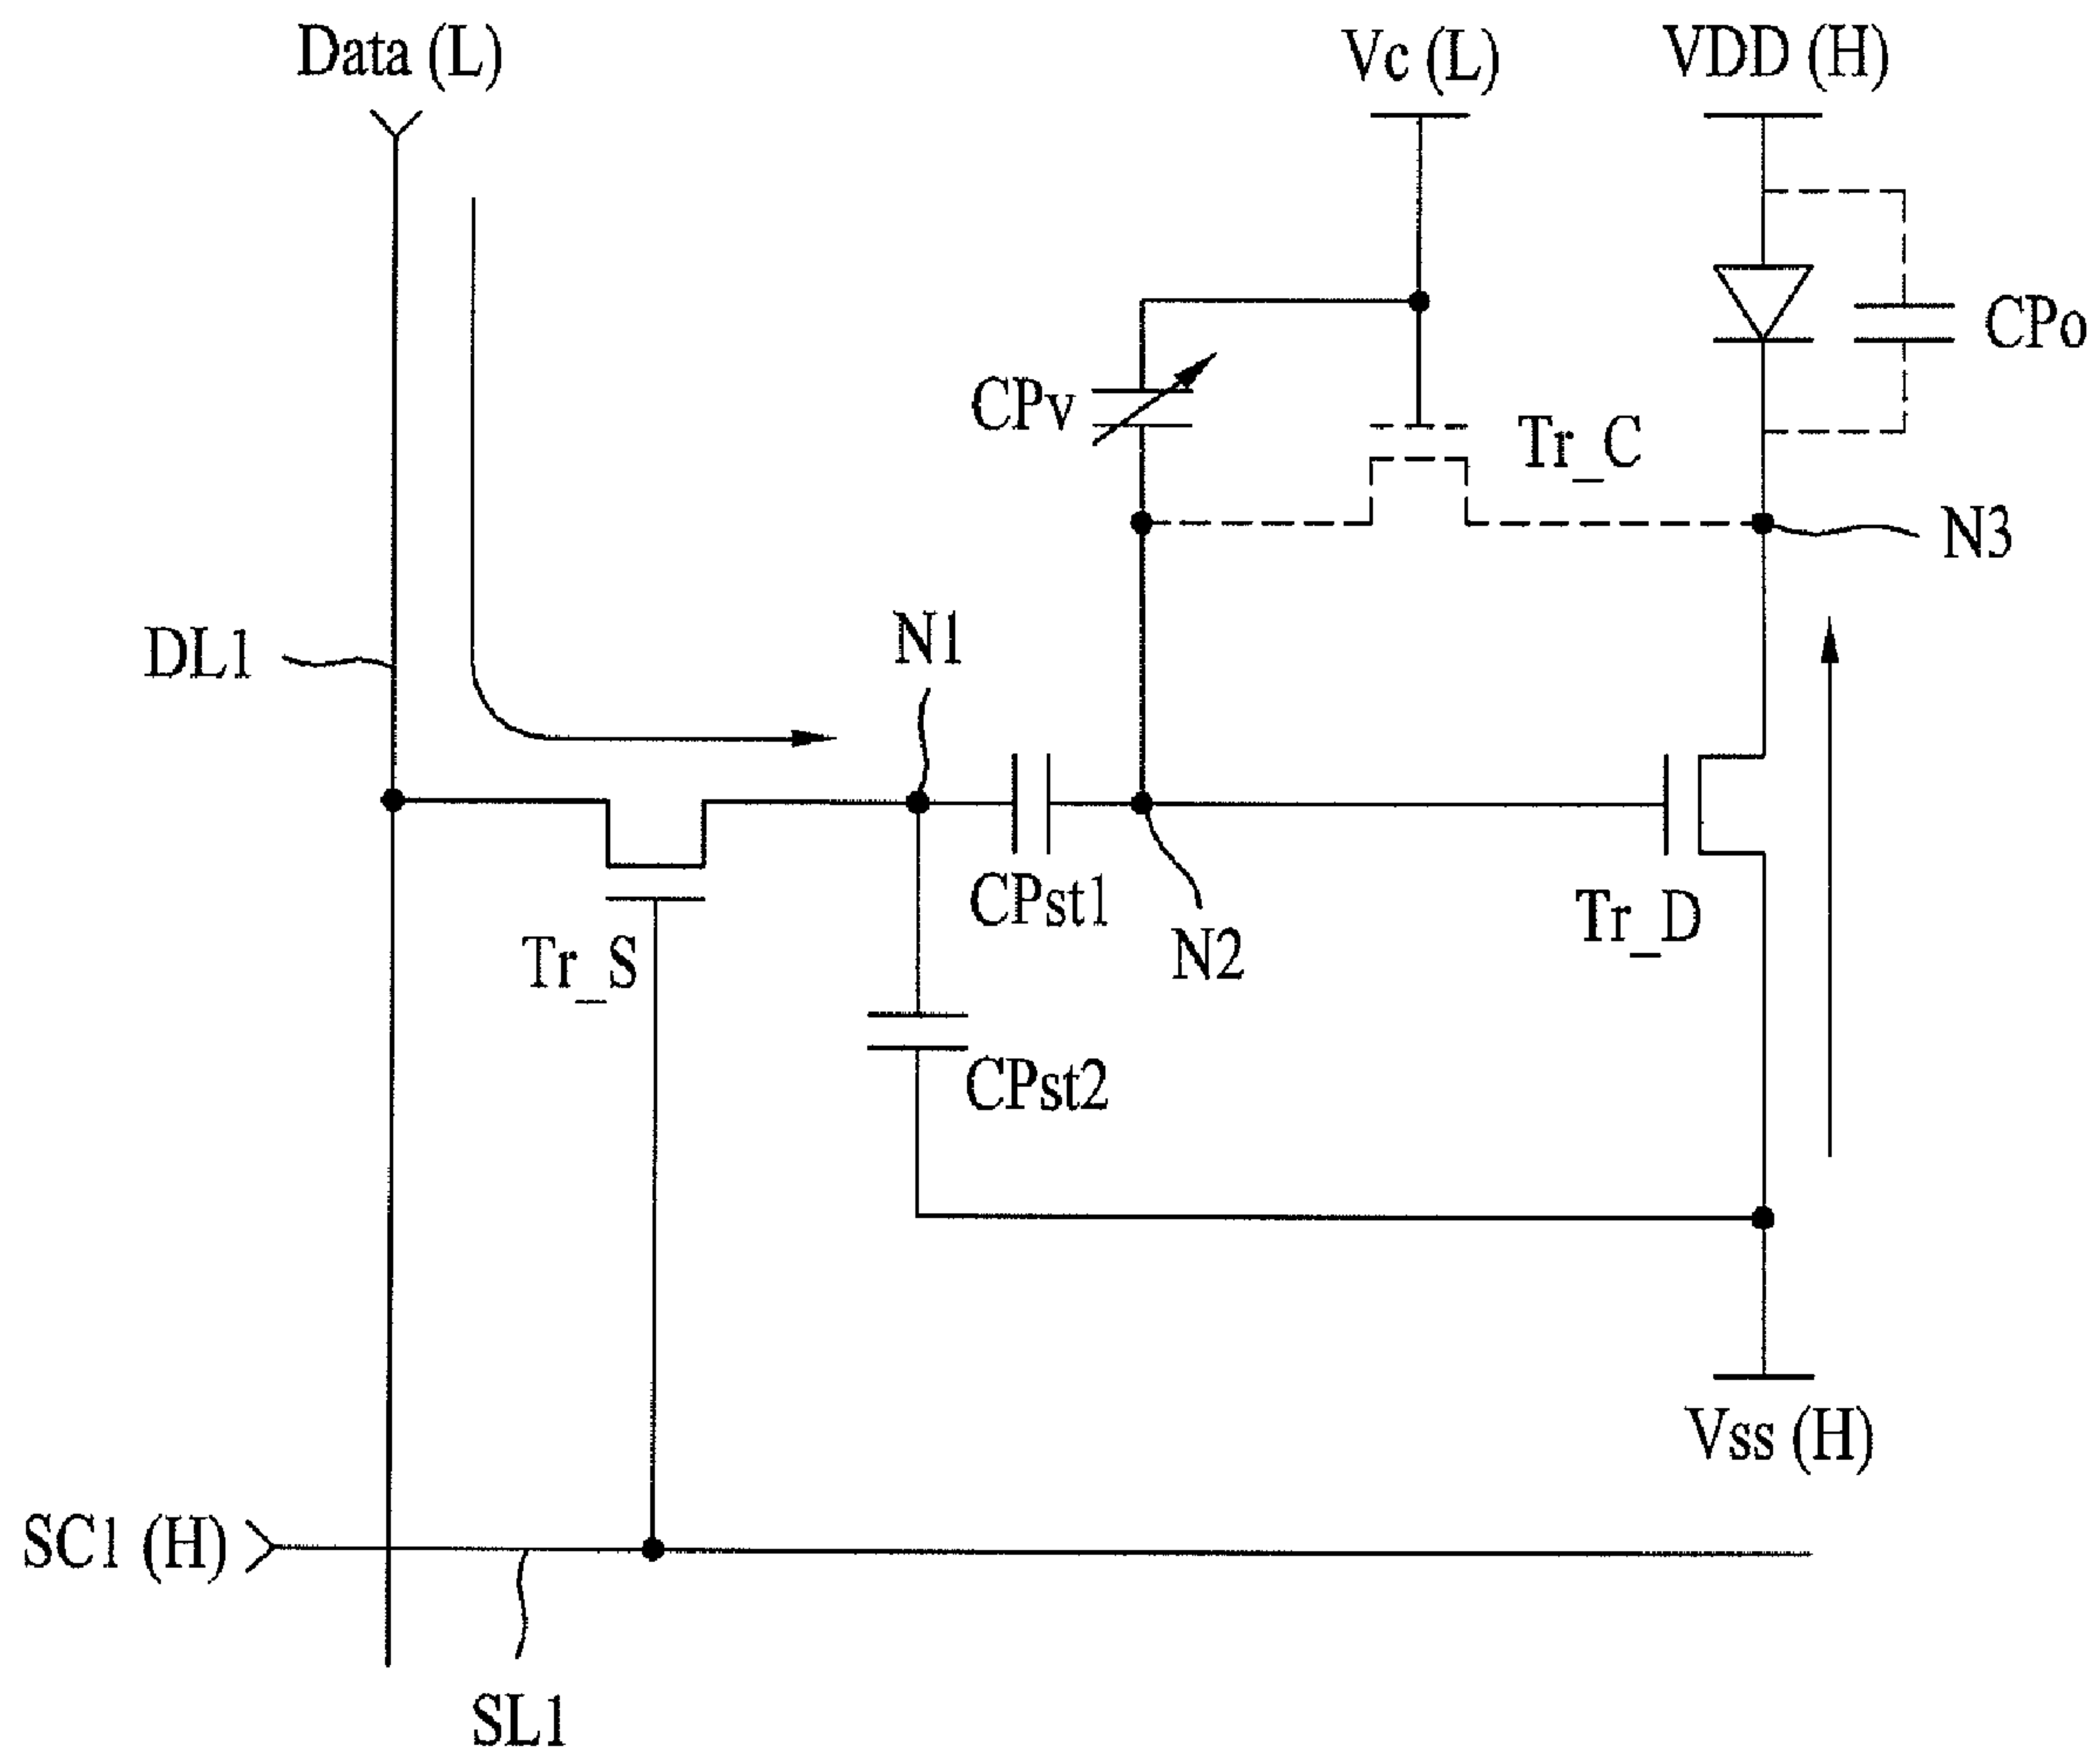 Data (L)
Vc (L)
VDD (H)
CPo
CPv
Tr_C
N3
N1
DL1
CPst1
Tr_D
N2
Tr_S
CPst2
Vss (H)
SC1 (H)
SL1